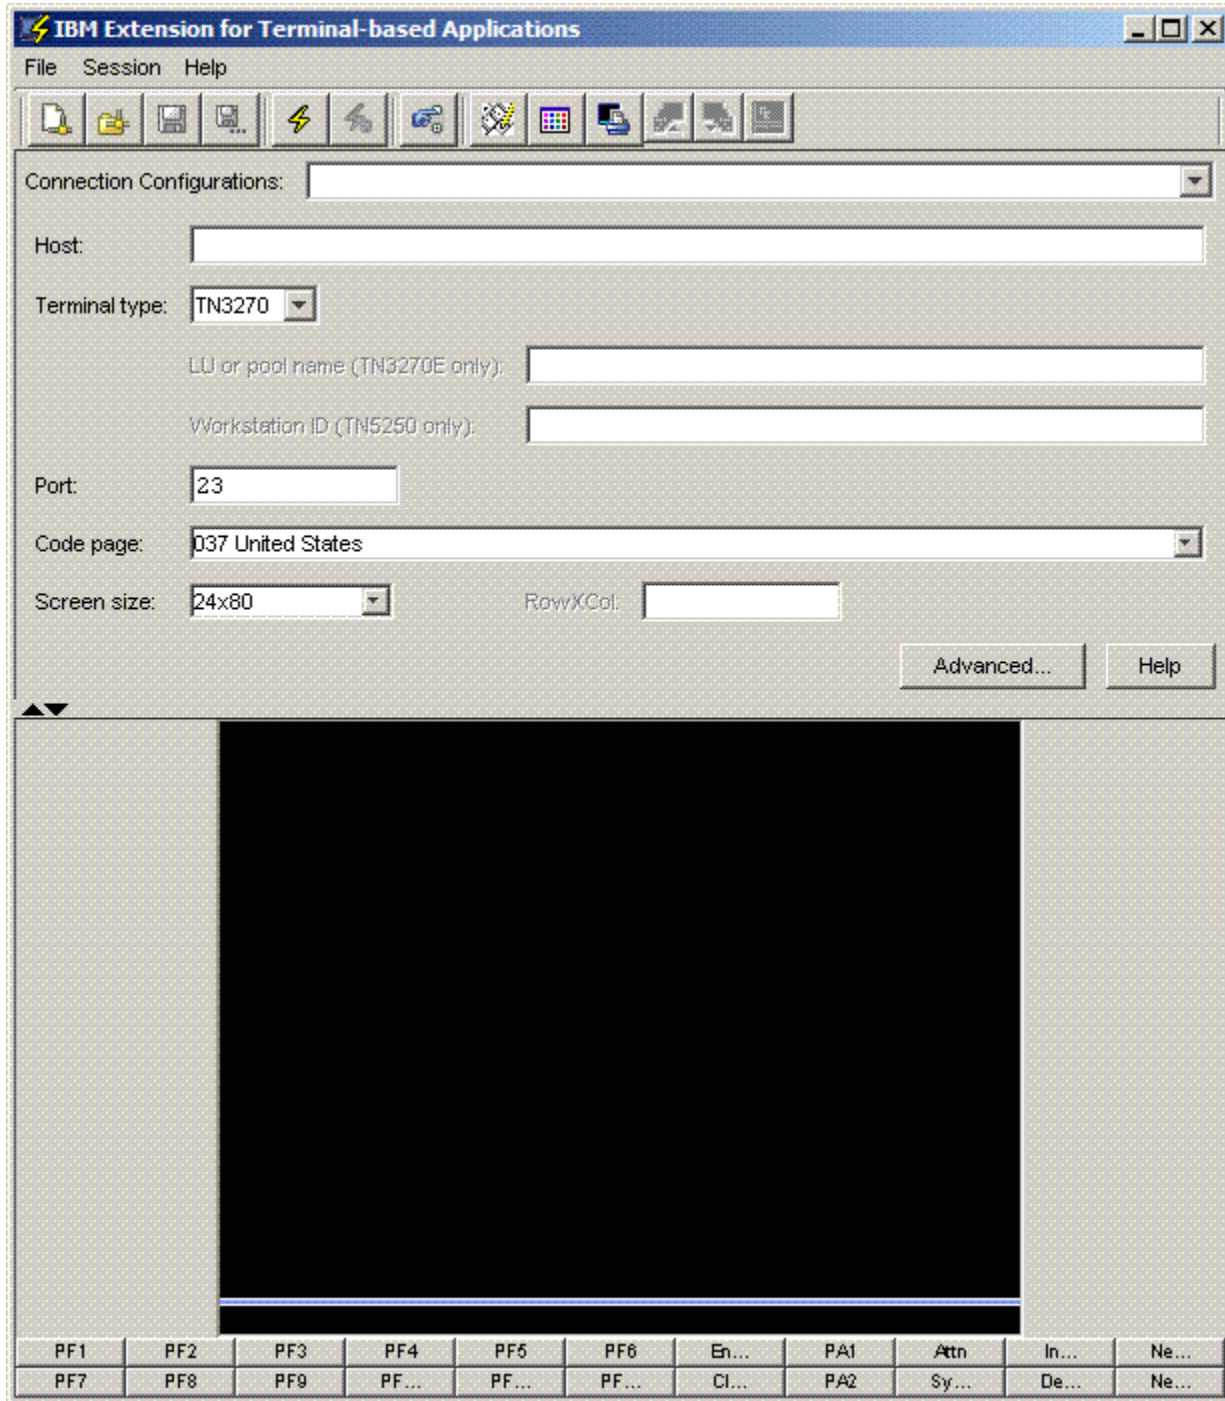 IBM Extension for Terminal-based Applications
File Session Help
Connection Configurations:
Host:
Terminal type: TN3270
LU or pool name (TN3270E only):
Workstation ID (TN5250 only):
Port: 23
Code page: 037 United States
Screen size: 24x80 RowXCol:
Advanced... Help
PF1 PF2 PF3 PF4 PF5 PF6 En... PA1 Attn In... Ne...
PF7 PF8 PF9 PF... PF... PF... Cl... PA2 Sy... De... Ne...